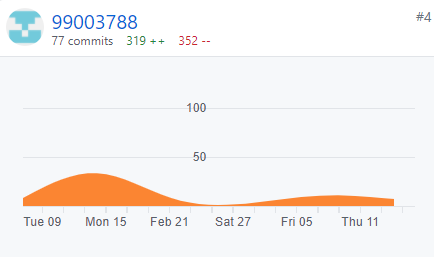 99003788
#4
77 commits 319 ++ 352 --
100
50
Tue 09 Mon 15 Feb 21 Sat 27 Fri 05 Thu 11